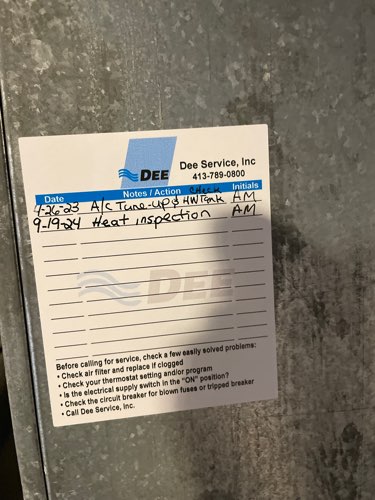 DEE
Dee Service, Inc
413-789-0800
Date Notes / Action Initials
4-26-23 A/c Tune-up & CHeck HWTank AM
9-19-24 Heat inspection AM
DEE
Before calling for service, check a few easily solved problems:
• Check air filter and replace if clogged
• Check your thermostat setting and/or program
• Is the electrical supply switch in the "ON" position?
• Check the circuit breaker for blown fuses or tripped breaker
• Call Dee Service, Inc.